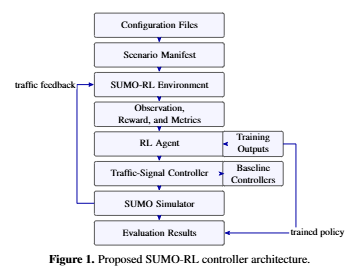 Configuration Files
Scenario Manifest
traffic feedback
SUMO-RL Environment
Observation,
Reward, and Metrics
RL Agent
Training
Outputs
Traffic-Signal Controller
Baseline
Controllers
SUMO Simulator
Evaluation Results
trained policy
Figure 1. Proposed SUMO-RL controller architecture.